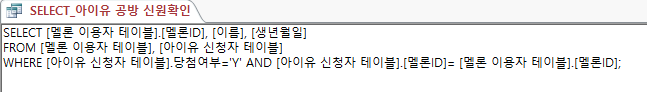 SELECT_아이유 공방 신원확인
SELECT [멜론 이용자 테이블].[멜론ID], [이름], [생년월일]
FROM [멜론 이용자 테이블], [아이유 신청자 테이블]
WHERE [아이유 신청자 테이블].당첨여부='Y' AND [아이유 신청자 테이블].[멜론ID]= [멜론 이용자 테이블].[멜론ID];